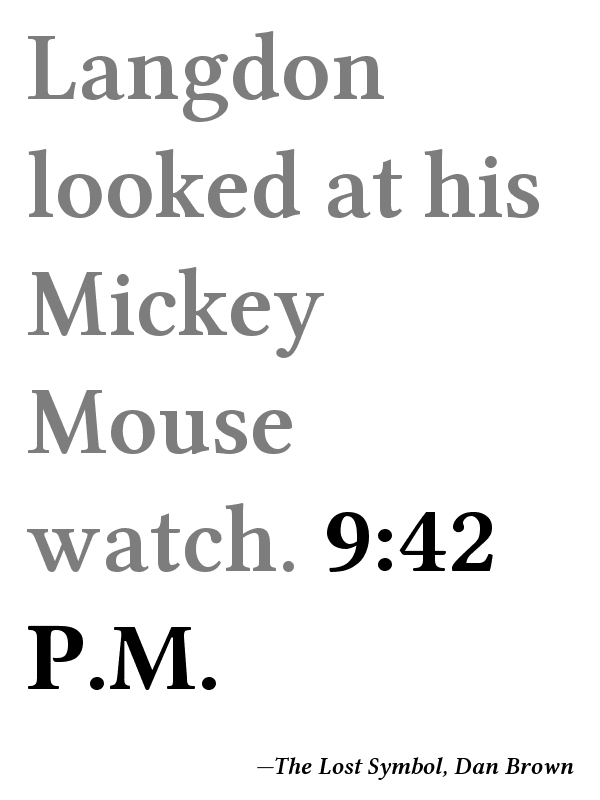 Langdon
looked at his
Mickey
Mouse
watch. 9:42
P.M.
—The Lost Symbol, Dan Brown